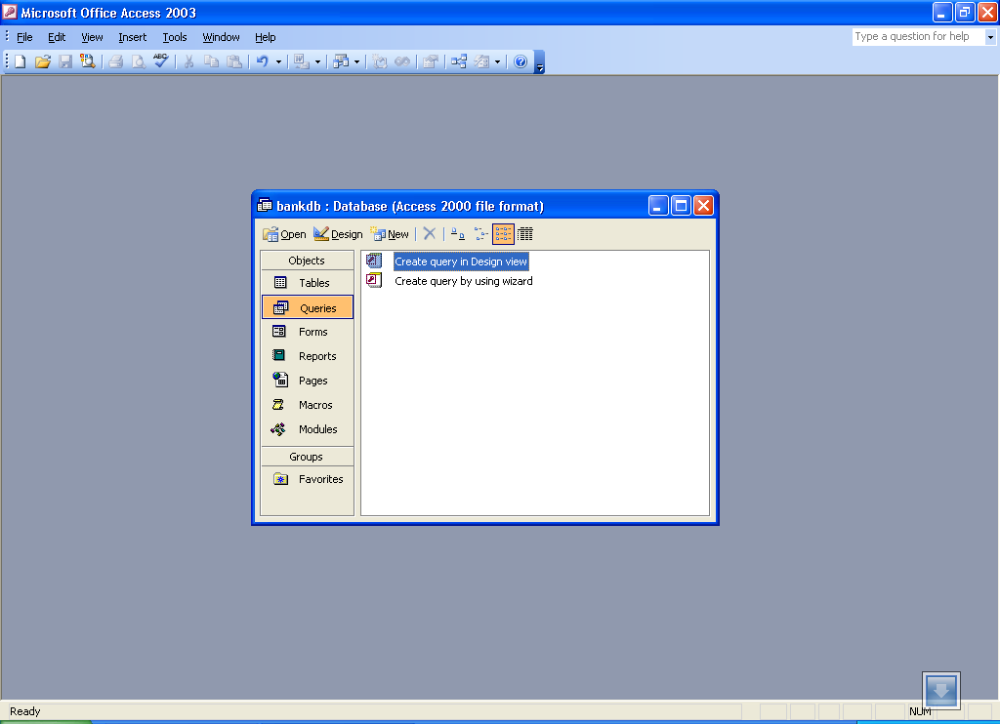 Microsoft Office Access 2003
File Edit View Insert Tools Window Help
Type a question for help
bankdb : Database (Access 2000 file format)
Open Design New
Objects
Tables
Queries
Forms
Reports
Pages
Macros
Modules
Groups
Favorites
Create query in Design view
Create query by using wizard
Ready
NUM